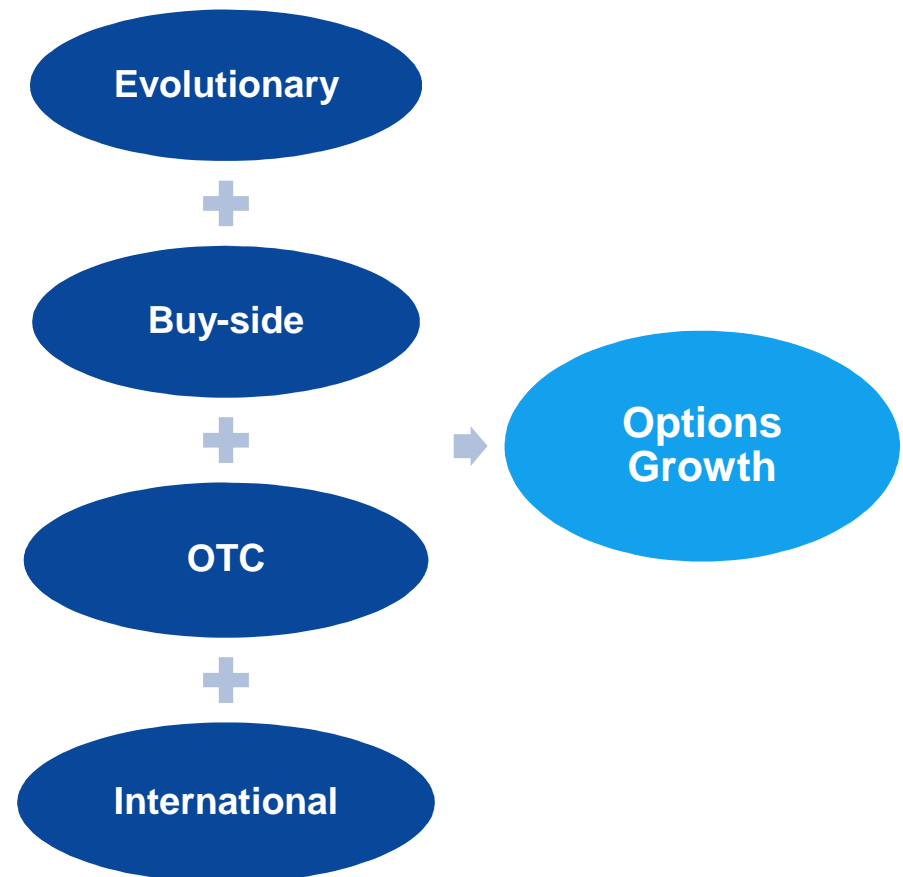 Evolutionary
Buy-side
OTC
International
Options
Growth